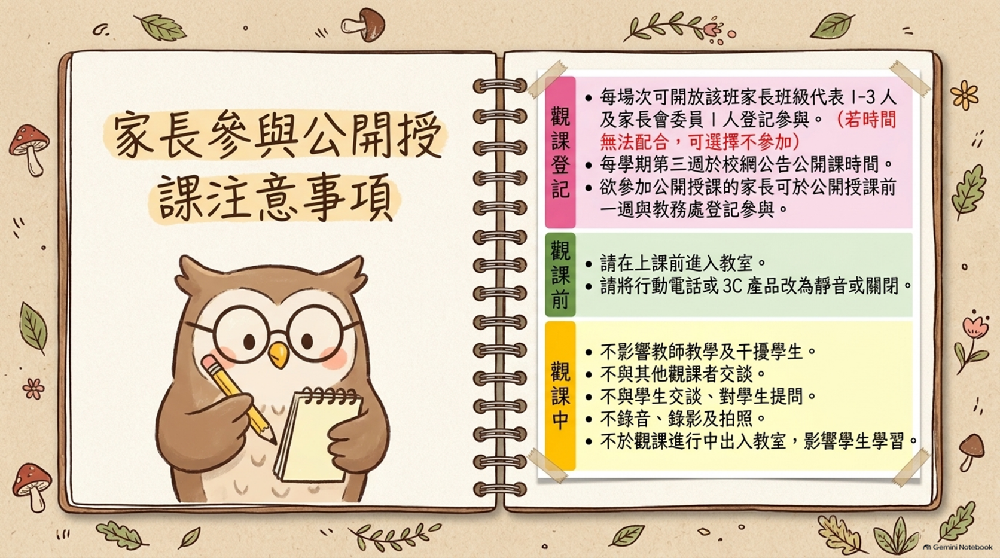 家長參與公開授
課注意事項
觀課登記
• 每場次可開放該班家長班級代表 1-3 人
及家長會委員 1 人登記參與。（若時間
無法配合，可選擇不參加）
• 每學期第三週於校網公告公開課時間。
• 欲參加公開授課的家長可於公開授課前
一週與教務處登記參與。
觀課前
• 請在上課前進入教室。
• 請將行動電話或 3C 產品改為靜音或關閉。
觀課中
• 不影響教師教學及干擾學生。
• 不與其他觀課者交談。
• 不與學生交談、對學生提問。
• 不錄音、錄影及拍照。
• 不於觀課進行中出入教室，影響學生學習。
Gemini Notebook